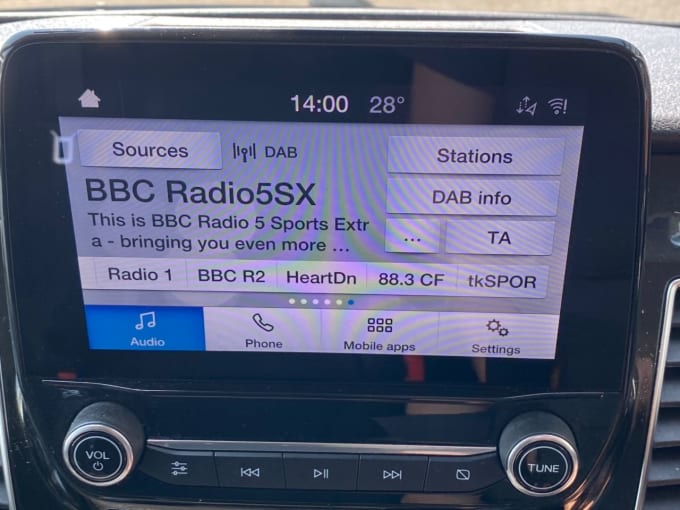 14:00 28°
Sources DAB Stations
BBC Radio5SX DAB info
This is BBC Radio 5 Sports Extr
a - bringing you even more ... ... TA
Radio 1 BBC R2 HeartDn 88.3 CF tkSPOR
Audio Phone Mobile apps Settings
VOL TUNE